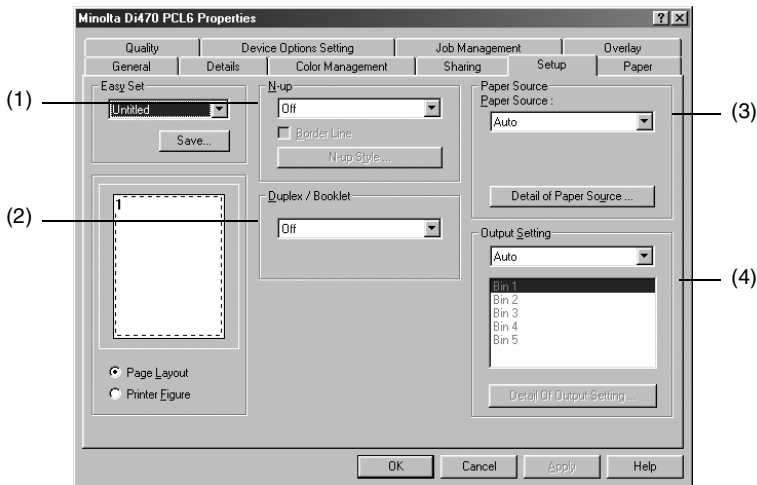 Minolta Di470 PCL6 Properties
Quality
Device Options Setting
Job Management
Overlay
General
Details
Color Management
Sharing
Setup
Paper
Easy Set
Untitled
Save...
1
Page Layout
Printer Figure
(1)
N-up
Off
Border Line
N-up Style ...
(2)
Duplex / Booklet
Off
Paper Source
Paper Source :
Auto
Detail of Paper Source ...
(3)
Output Setting
Auto
Bin 1
Bin 2
Bin 3
Bin 4
Bin 5
Detail Of Output Setting ...
(4)
OK
Cancel
Apply
Help